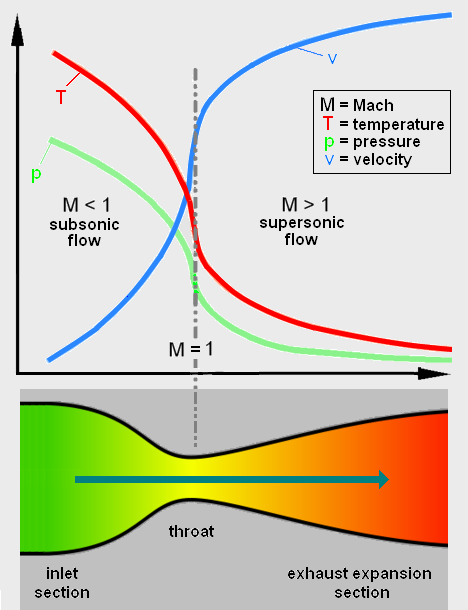 v
T
M = Mach
T = temperature
p = pressure
v = velocity
p
M < 1
subsonic
flow
M > 1
supersonic
flow
M = 1
throat
inlet
section
exhaust expansion
section